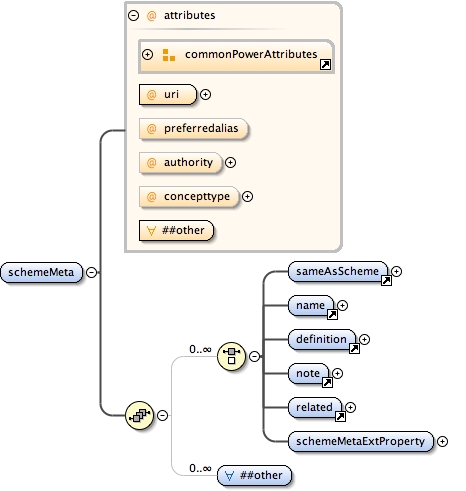 @ attributes
commonPowerAttributes
@ uri
@ preferredalias
@ authority
@ concepttype
∀ ##other
schemeMeta
sameAsScheme
name
0..∞
definition
note
related
schemeMetaExtProperty
0..∞
∀ ##other